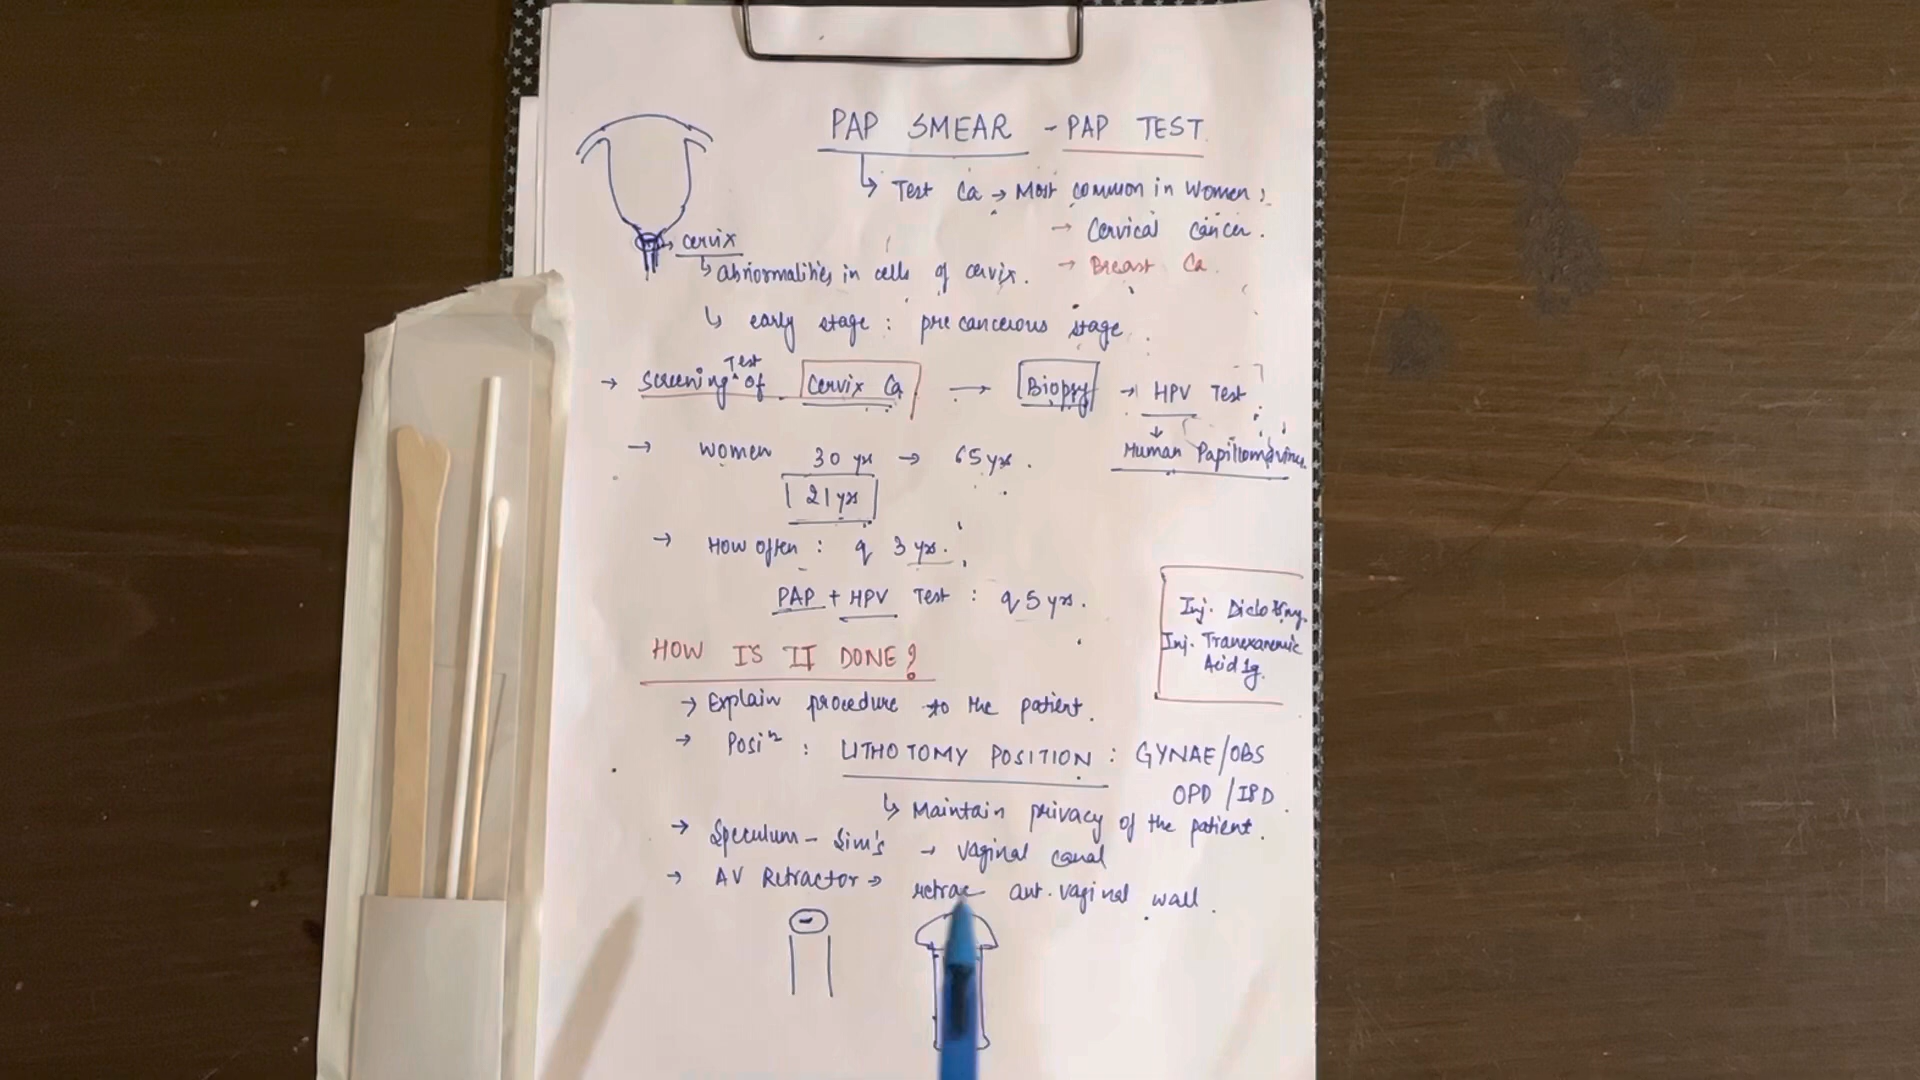 PAP SMEAR - PAP TEST
↳ Test Ca → Most common in Women :
→ Cervical cancer .
→ Breast Ca .
→ cervix
↳ abnormalities in cells of cervix .
↳ early stage : pre cancerous stage .
→ Screening Test of Cervix Ca → Biopsy → HPV Test
↓
Human Papillomavirus
→ women 30 yrs → 65 yrs .
21 yrs
→ How often : q 3 yrs .
PAP + HPV Test : q 5 yrs .
Inj. Diclo
Inj. Tranexamic
Acid 1g.
HOW IS IT DONE ?
→ Explain procedure to the patient .
→ Posiⁿ : LITHOTOMY POSITION : GYNAE/OBS
OPD / IPD .
↳ Maintain privacy of the patient .
→ Speculum - Sim's → vaginal canal
→ AV Retractor → retrac ant. vaginal wall .